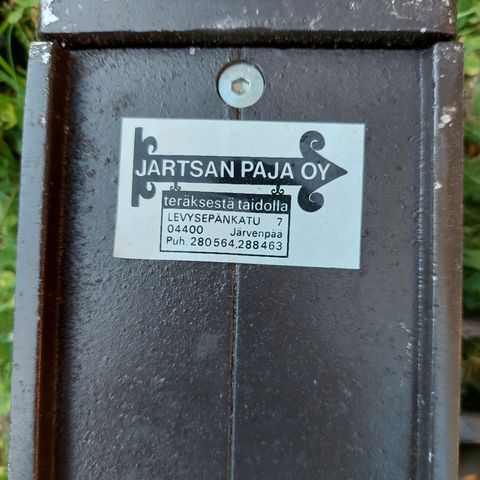 JARTSAN PAJA OY
teräksestä taidolla
LEVYSEPÄNKATU 7
04400 Järvenpää
Puh. 280564,288463